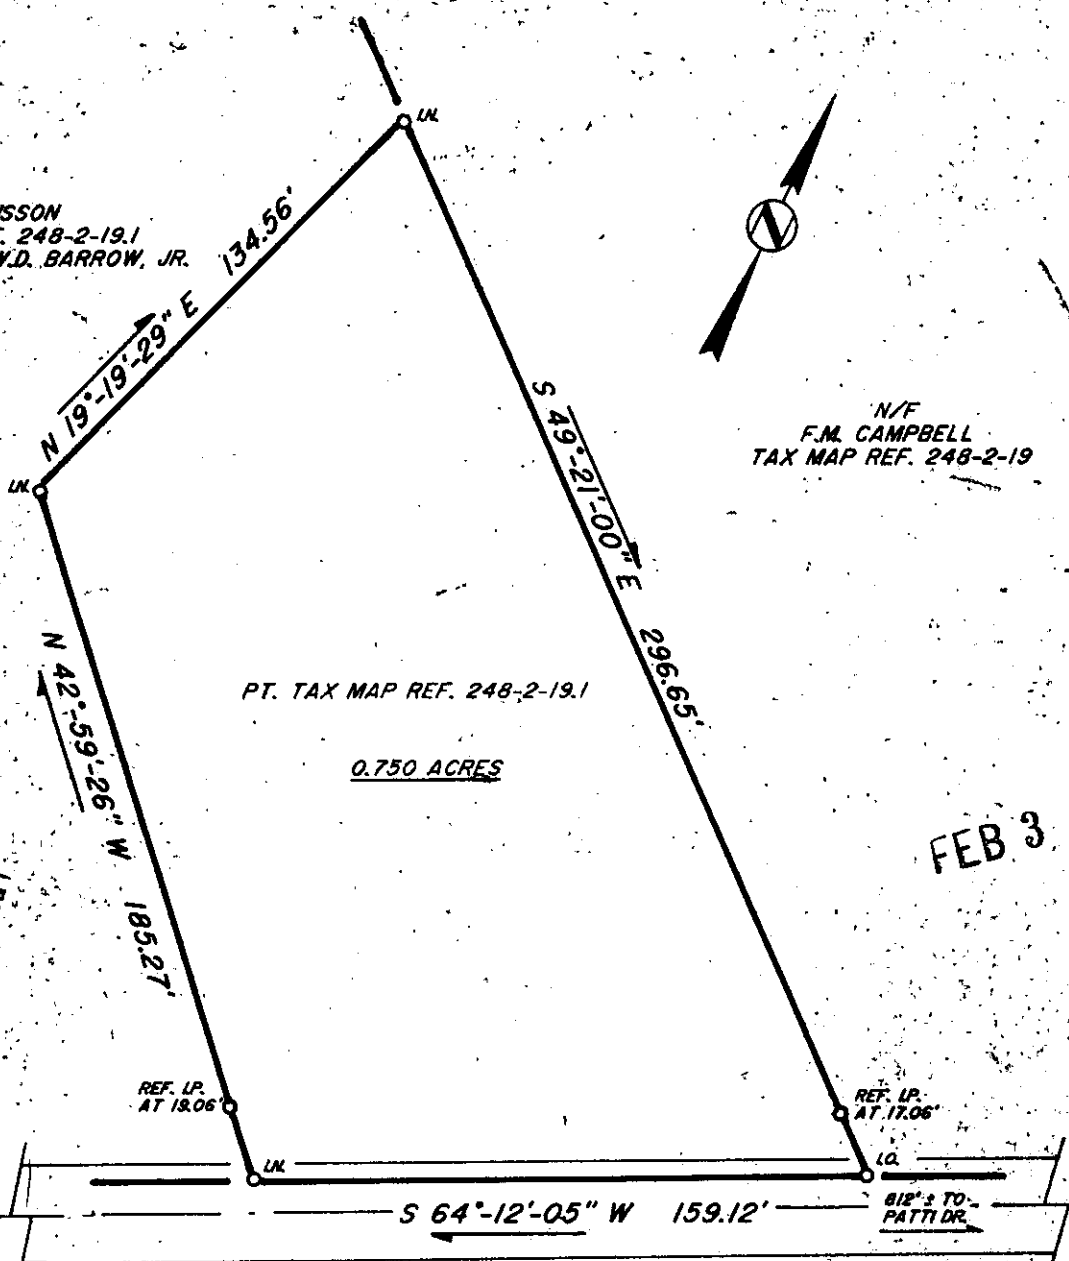 I.N.
SSON
248-2-19.1
W.D. BARROW, JR.
134.56'
N 19°-19'-29" E
N
I.N.
S 49°-21'-00" E 296.65'
N/F
F.M. CAMPBELL
TAX MAP REF. 248-2-19
N 42°-59'-26" W 185.27'
PT. TAX MAP REF. 248-2-19.1
0.750 ACRES
FEB 3
REF. I.P.
AT 19.06'
REF. I.P.
AT 17.06'
I.N.
I.O.
S 64°-12'-05" W 159.12'
812' ± TO
PATTI DR.